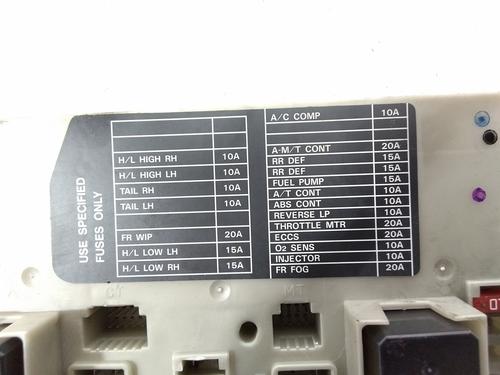 USE SPECIFIED
FUSES ONLY
H/L HIGH RH 10A
H/L HIGH LH 10A
TAIL RH 10A
TAIL LH 10A
FR WIP 20A
H/L LOW LH 15A
H/L LOW RH 15A
A/C COMP 10A
A-M/T CONT 20A
RR DEF 15A
RR DEF 15A
FUEL PUMP 15A
A/T CONT 10A
ABS CONT 10A
REVERSE LP 10A
THROTTLE MTR 20A
ECCS 20A
O2 SENS 10A
INJECTOR 10A
FR FOG 20A
MT